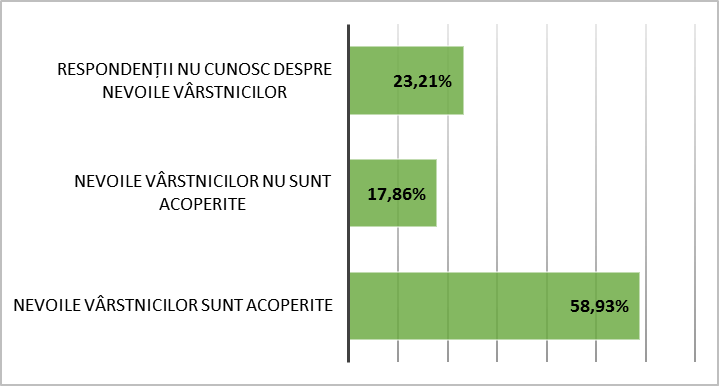 RESPONDENȚII NU CUNOSC DESPRE
NEVOILE VÂRSTNICILOR
23,21%
NEVOILE VÂRSTNICILOR NU SUNT
ACOPERITE
17,86%
NEVOILE VÂRSTNICILOR SUNT ACOPERITE
58,93%